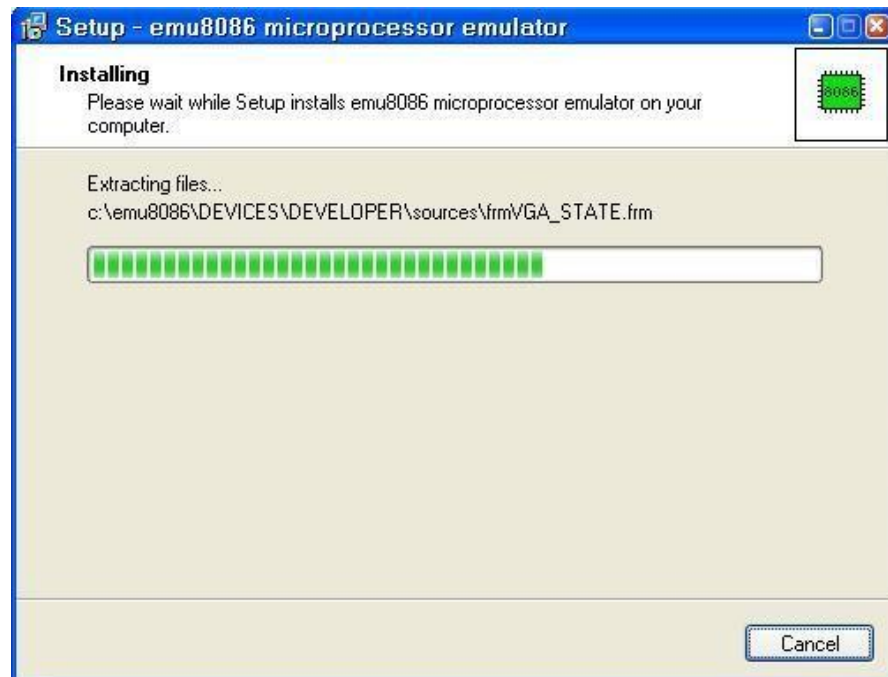 Setup - emu8086 microprocessor emulator
Installing
Please wait while Setup installs emu8086 microprocessor emulator on your
computer.
8086
Extracting files...
c:\emu8086\DEVICES\DEVELOPER\sources\frmVGA_STATE.frm
Cancel